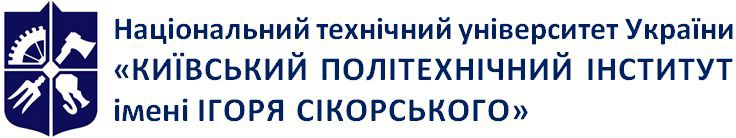 Національний технічний університет України
«КИЇВСЬКИЙ ПОЛІТЕХНІЧНИЙ ІНСТИТУТ
імені ІГОРЯ СІКОРСЬКОГО»